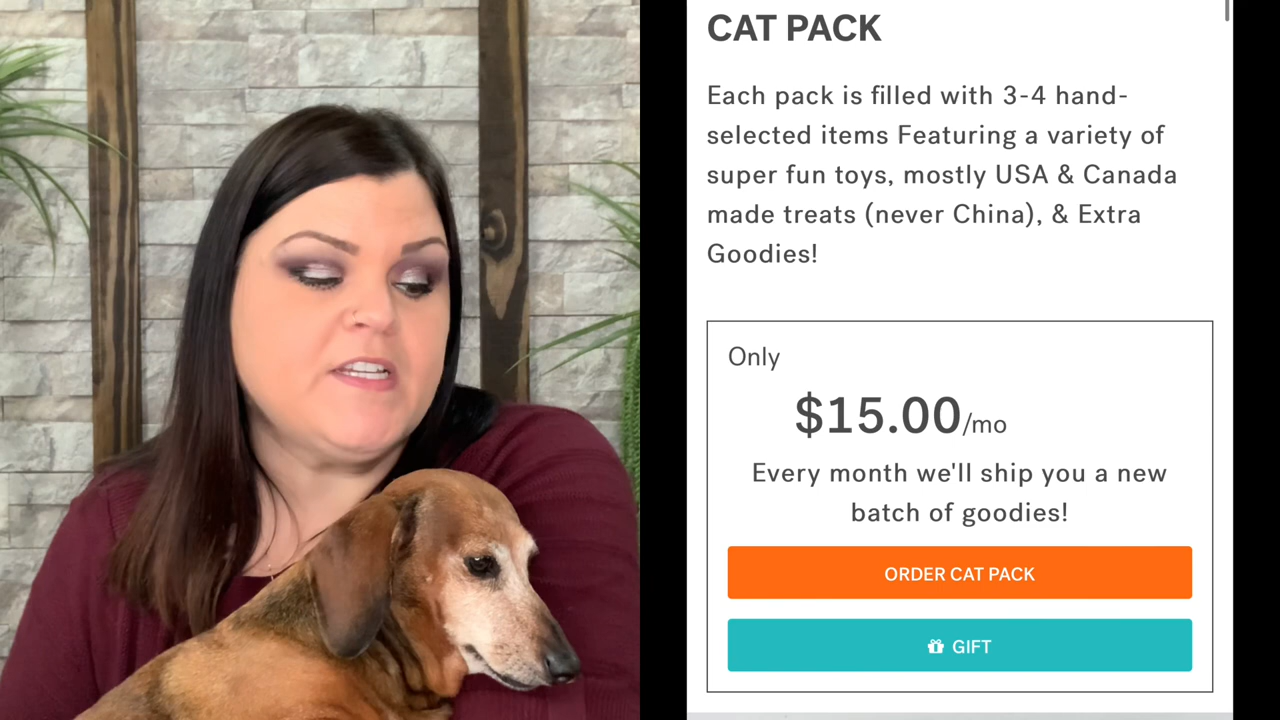 CAT PACK
Each pack is filled with 3-4 hand-
selected items Featuring a variety of
super fun toys, mostly USA & Canada
made treats (never China), & Extra
Goodies!
Only
$15.00/mo
Every month we'll ship you a new
batch of goodies!
ORDER CAT PACK
GIFT